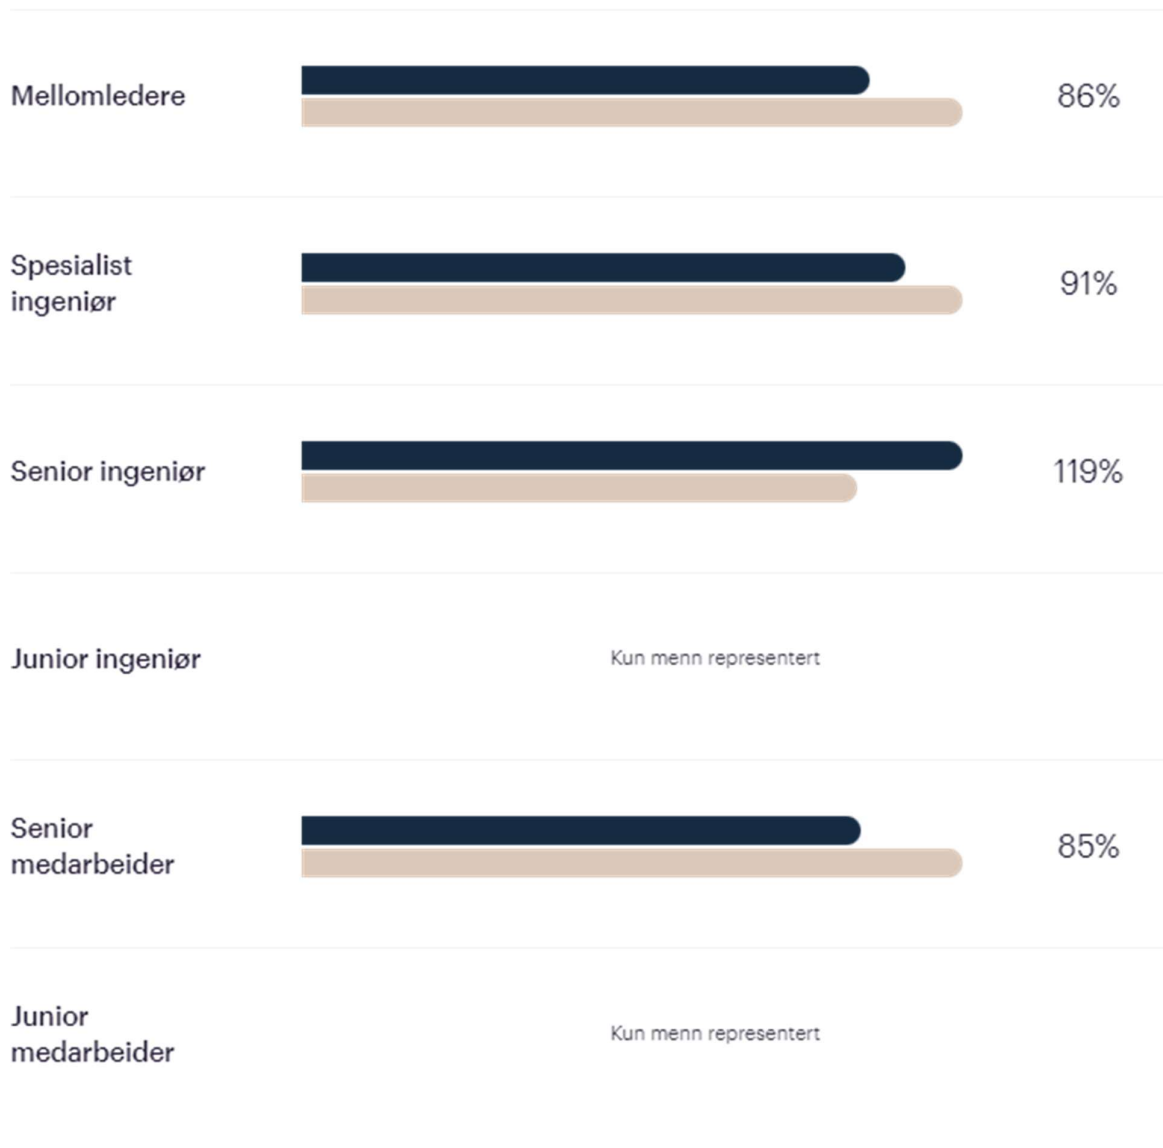 Mellomledere
86%
Spesialist
ingeniør
91%
Senior ingeniør
119%
Junior ingeniør
Kun menn representert
Senior
medarbeider
85%
Junior
medarbeider
Kun menn representert